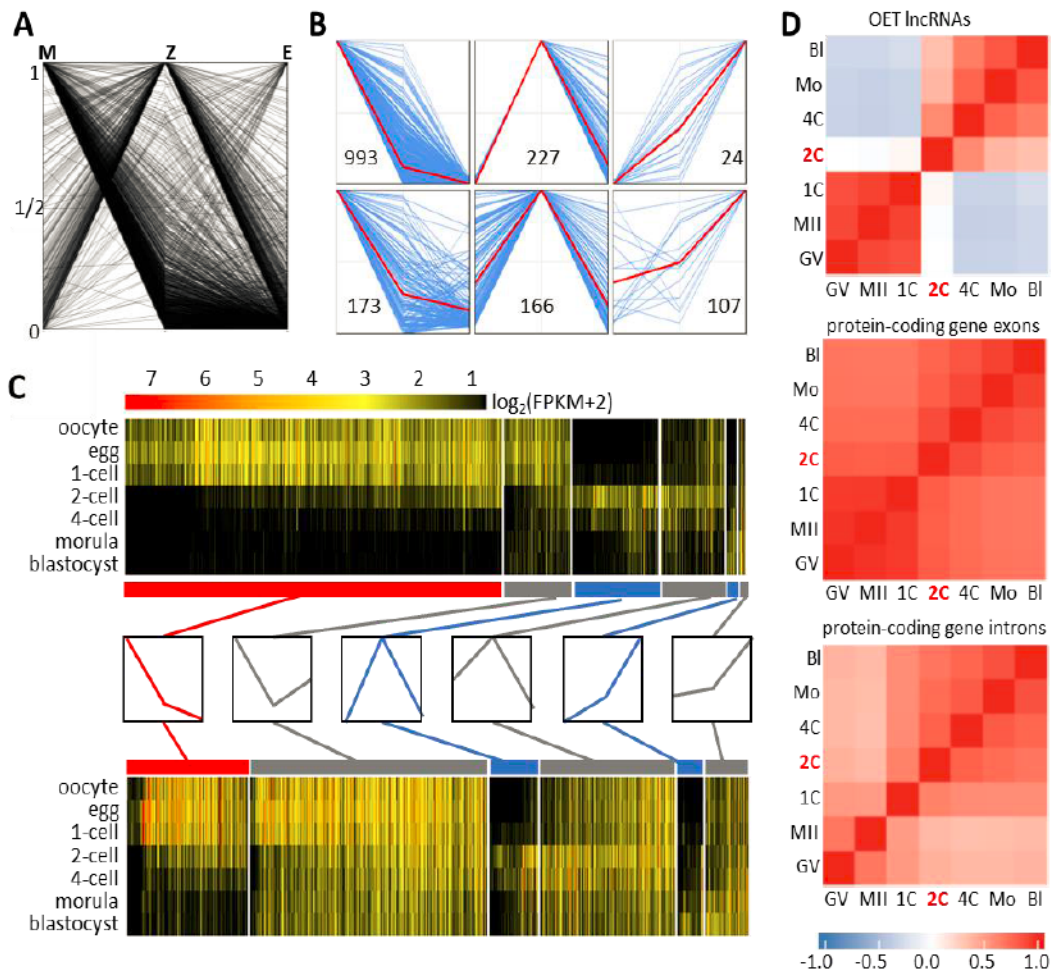 A
M Z E
1
1/2
0
B
993
227
24
173
166
107
C
7 6 5 4 3 2 1
log2(FPKM+2)
oocyte
egg
1-cell
2-cell
4-cell
morula
blastocyst
oocyte
egg
1-cell
2-cell
4-cell
morula
blastocyst
D
OET lncRNAs
Bl
Mo
4C
2C
1C
MII
GV
GV MII 1C 2C 4C Mo Bl
protein-coding gene exons
Bl
Mo
4C
2C
1C
MII
GV
GV MII 1C 2C 4C Mo Bl
protein-coding gene introns
Bl
Mo
4C
2C
1C
MII
GV
GV MII 1C 2C 4C Mo Bl
-1.0 -0.5 0.0 0.5 1.0